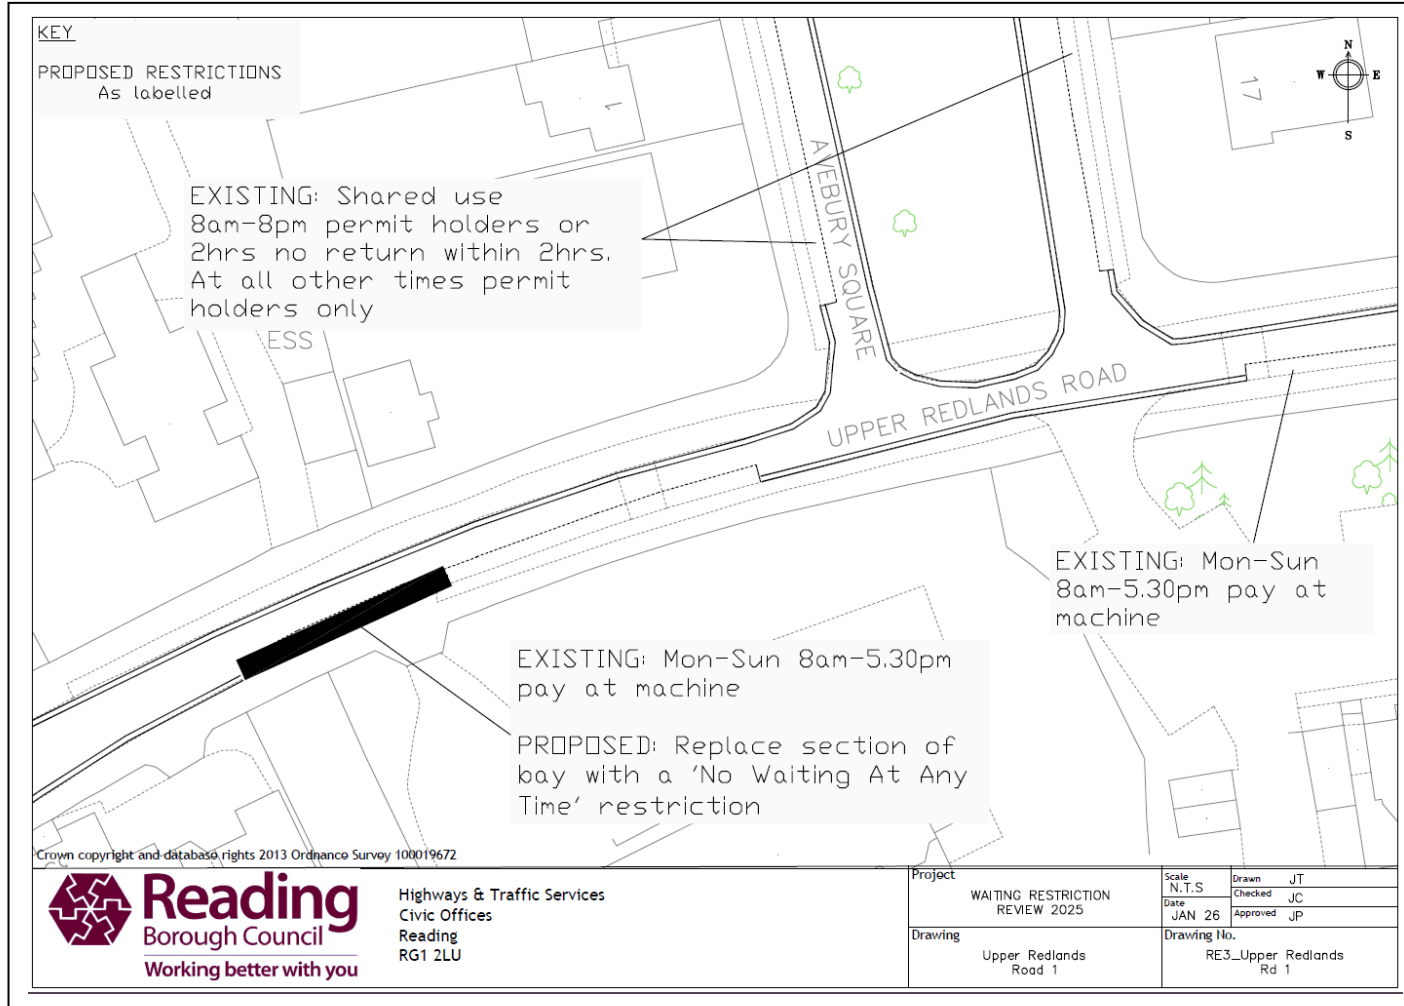 KEY
PROPOSED RESTRICTIONS
As labelled
N
W
E
S
1
17
EXISTING: Shared use
8am-8pm permit holders or
2hrs no return within 2hrs.
At all other times permit
holders only
AVEBURY SQUARE
ESS
UPPER REDLANDS ROAD
EXISTING: Mon-Sun
8am-5.30pm pay at
machine
EXISTING: Mon-Sun 8am-5.30pm
pay at machine
PROPOSED: Replace section of
bay with a 'No Waiting At Any
Time' restriction
Crown copyright and database rights 2013 Ordnance Survey 100019672
Reading
Borough Council
Working better with you
Highways & Traffic Services
Civic Offices
Reading
RG1 2LU
Project
WAITING RESTRICTION
REVIEW 2025
Drawing
Upper Redlands
Road 1
Scale
N.T.S
Date
JAN 26
Drawn JT
Checked JC
Approved JP
Drawing No.
RE3_Upper Redlands
Rd 1